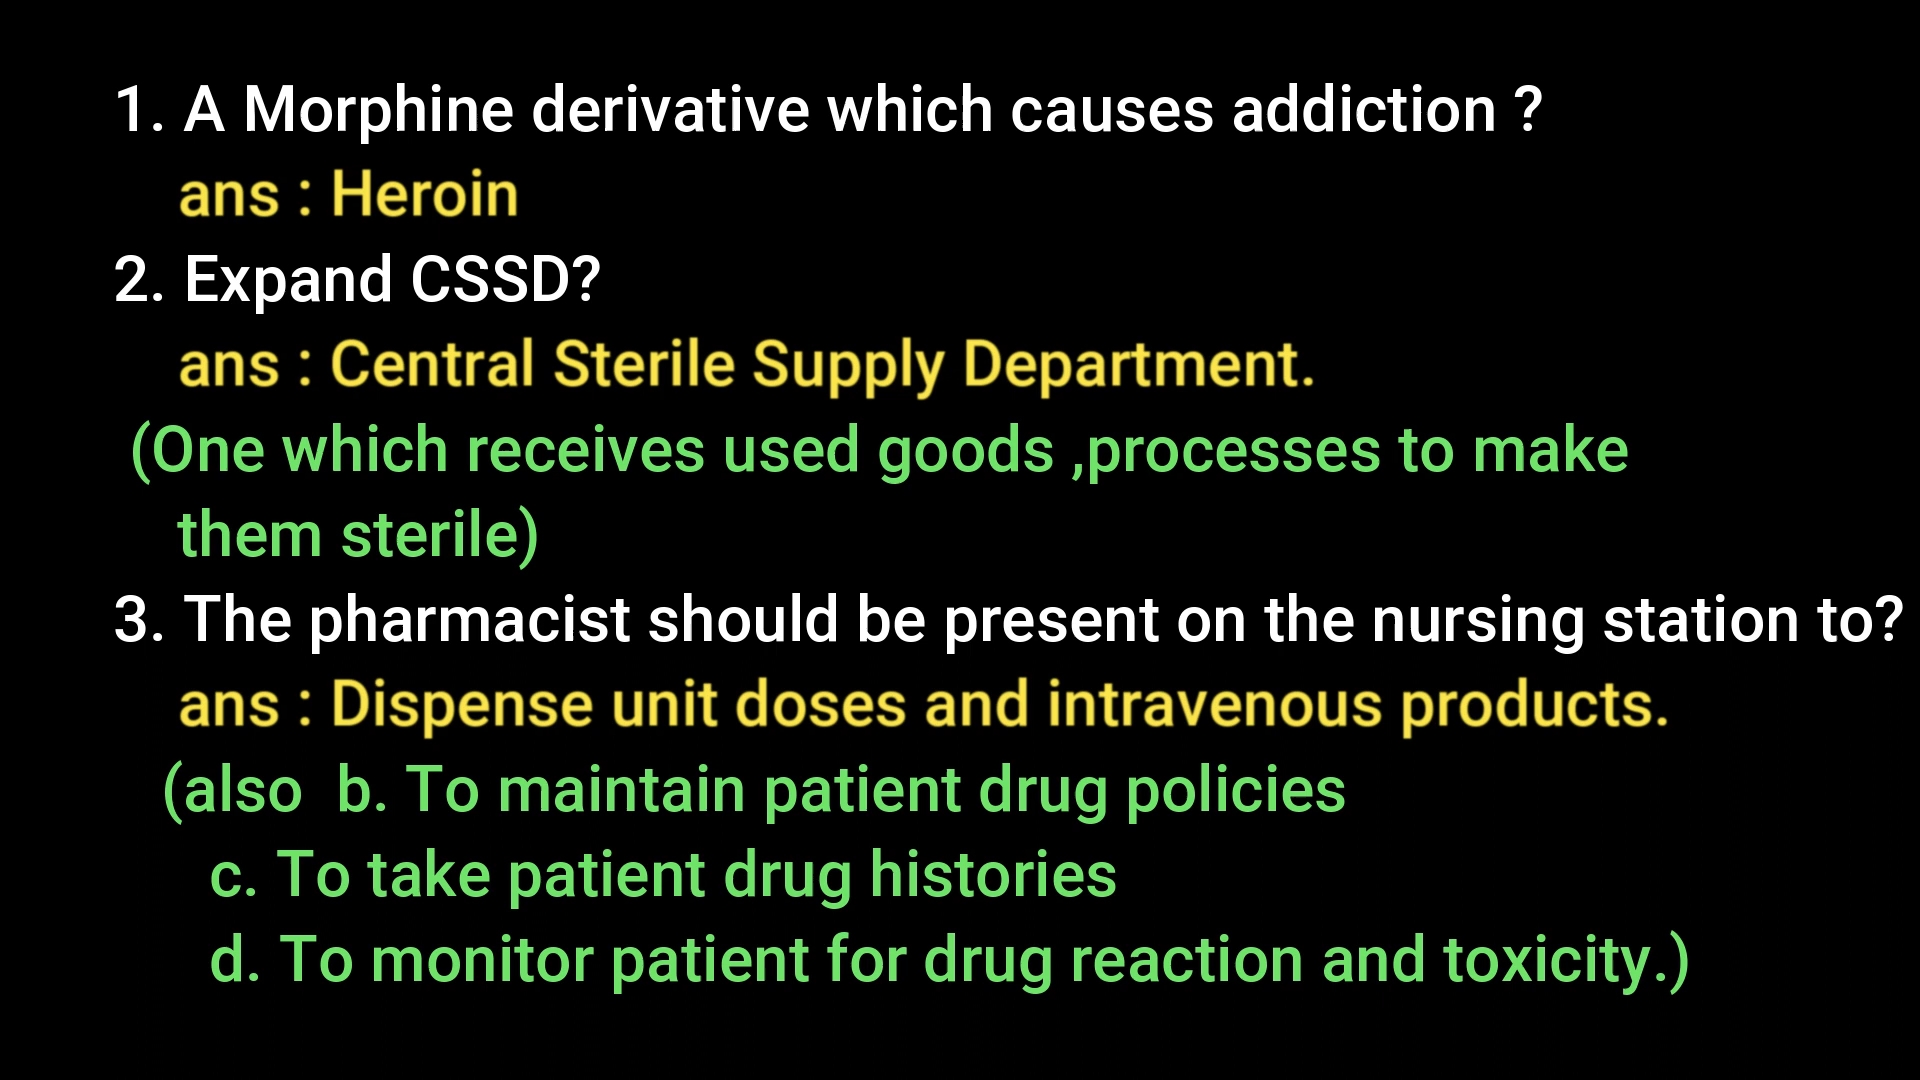 1. A Morphine derivative which causes addiction ?
ans : Heroin
2. Expand CSSD?
ans : Central Sterile Supply Department.
(One which receives used goods ,processes to make
them sterile)
3. The pharmacist should be present on the nursing station to?
ans : Dispense unit doses and intravenous products.
(also b. To maintain patient drug policies
c. To take patient drug histories
d. To monitor patient for drug reaction and toxicity.)